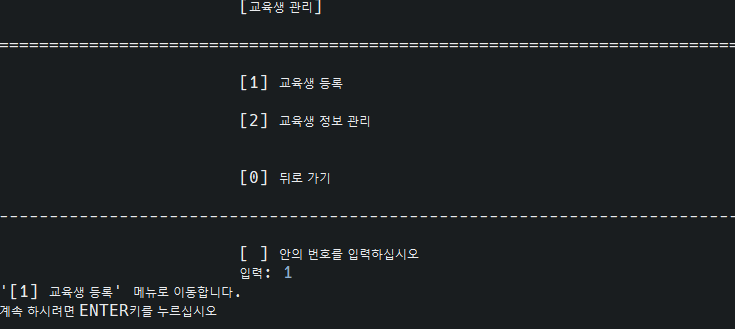 [교육생 관리]
==========================================================================
[1] 교육생 등록
[2] 교육생 정보 관리
[0] 뒤로 가기
--------------------------------------------------------------------------
[ ] 안의 번호를 입력하십시오
입력: 1
'[1] 교육생 등록' 메뉴로 이동합니다.
계속 하시려면 ENTER키를 누르십시오